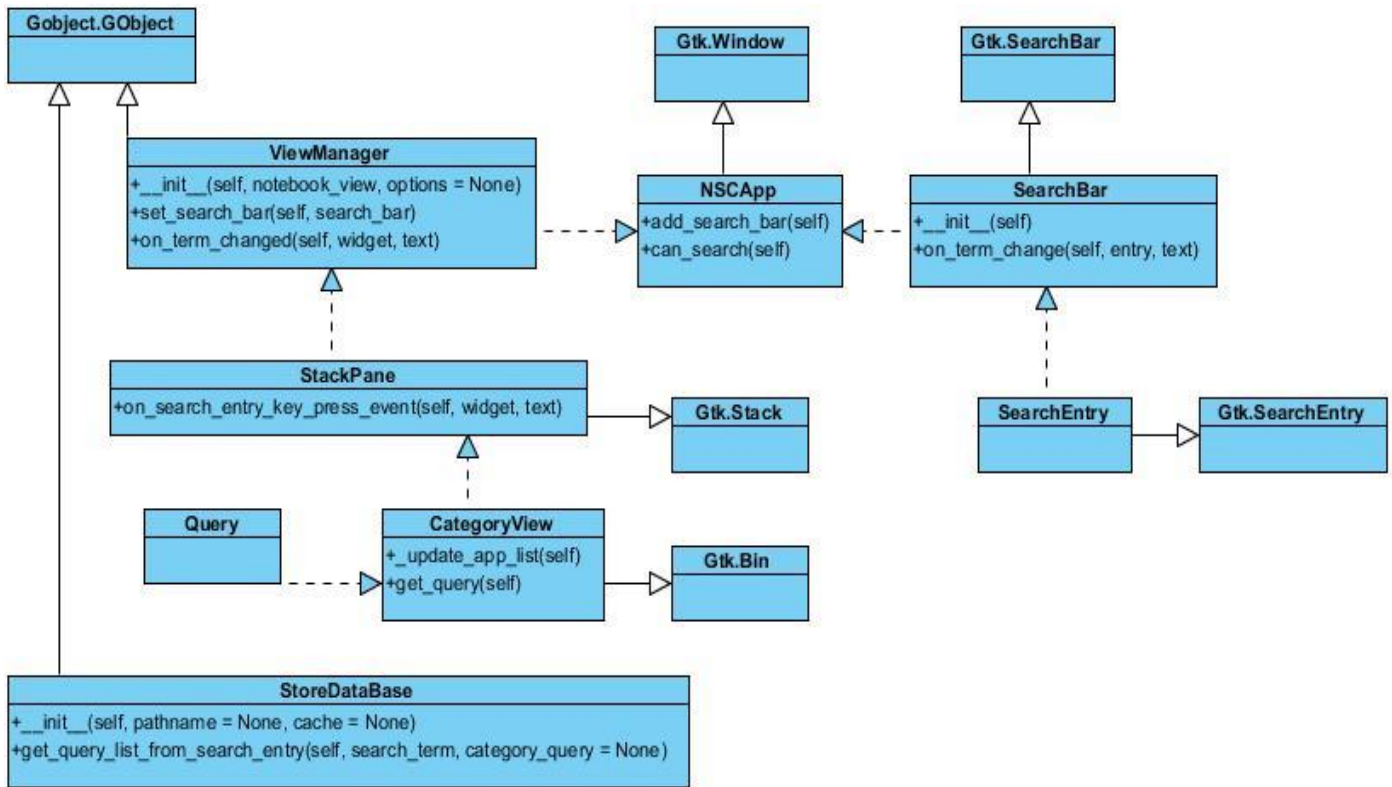 Gobject.GObject
Gtk.Window
Gtk.SearchBar
ViewManager
+__init__(self, notebook_view, options = None)
+set_search_bar(self, search_bar)
+on_term_changed(self, widget, text)
NSCApp
+add_search_bar(self)
+can_search(self)
SearchBar
+__init__(self)
+on_term_change(self, entry, text)
StackPane
+on_search_entry_key_press_event(self, widget, text)
Gtk.Stack
SearchEntry
Gtk.SearchEntry
Query
CategoryView
+_update_app_list(self)
+get_query(self)
Gtk.Bin
StoreDataBase
+__init__(self, pathname = None, cache = None)
+get_query_list_from_search_entry(self, search_term, category_query = None)